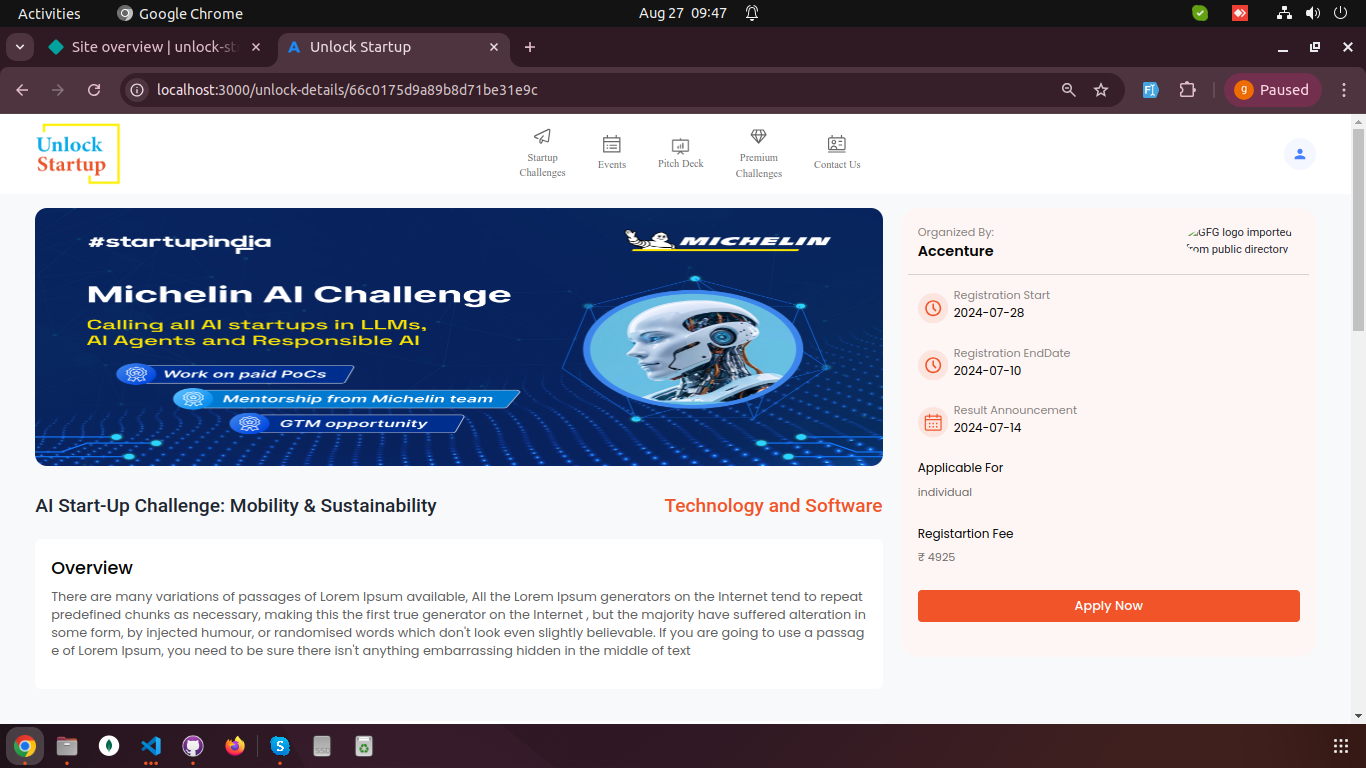 Activities
Google Chrome
Aug 27 09:47
Site overview | unlock-st
Unlock Startup
localhost:3000/unlock-details/66c0175d9a89b8d71be31e9c
g Paused
Unlock
Startup
Startup
Challenges
Events
Pitch Deck
Premium
Challenges
Contact Us
#startupindia
MICHELIN
Michelin AI Challenge
Calling all AI startups in LLMs,
AI Agents and Responsible AI
Work on paid PoCs
Mentorship from Michelin team
GTM opportunity
AI Start-Up Challenge: Mobility & Sustainability
Technology and Software
Overview
There are many variations of passages of Lorem Ipsum available, All the Lorem Ipsum generators on the Internet tend to repeat
predefined chunks as necessary, making this the first true generator on the Internet , but the majority have suffered alteration in
some form, by injected humour, or randomised words which don't look even slightly believable. If you are going to use a passag
e of Lorem Ipsum, you need to be sure there isn't anything embarrassing hidden in the middle of text
Organized By:
Accenture
GFG logo imported
from public directory
Registration Start
2024-07-28
Registration EndDate
2024-07-10
Result Announcement
2024-07-14
Applicable For
individual
Registartion Fee
₹ 4925
Apply Now
SSD